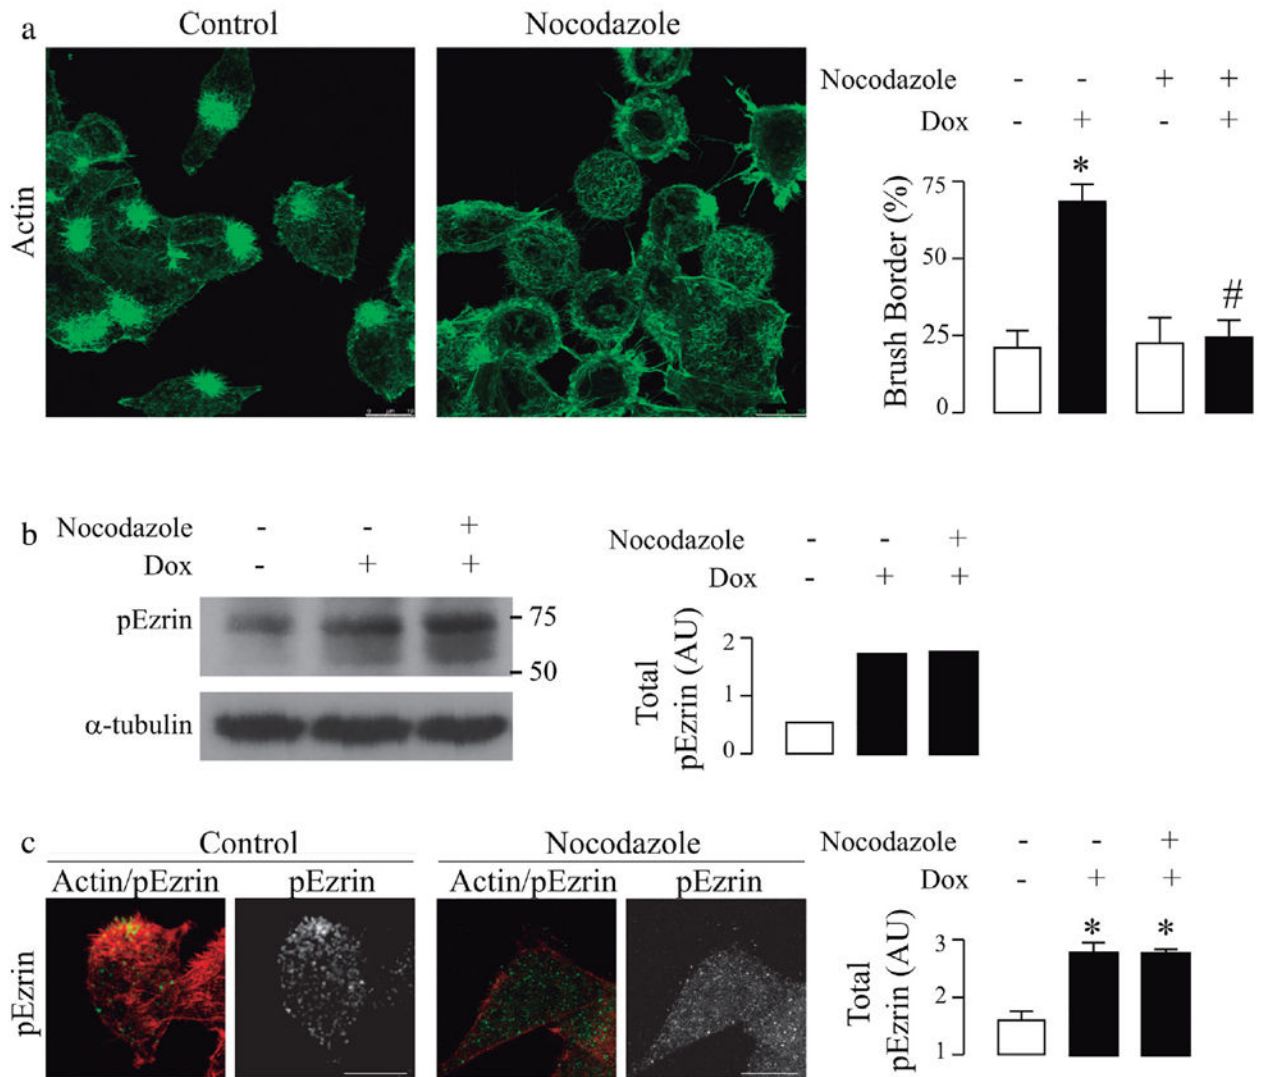 a
Control Nocodazole
Actin
Nocodazole - - + +
Dox - + - +
*
#
Brush Border (%)
75
50
25
0
b
Nocodazole - - +
Dox - + +
pEzrin
75
50
α-tubulin
Nocodazole - - +
Dox - + +
Total
pEzrin (AU)
2
1
0
c
Control Nocodazole
Actin/pEzrin pEzrin Actin/pEzrin pEzrin
pEzrin
Nocodazole - - +
Dox - + +
* *
Total
pEzrin (AU)
3
2
1